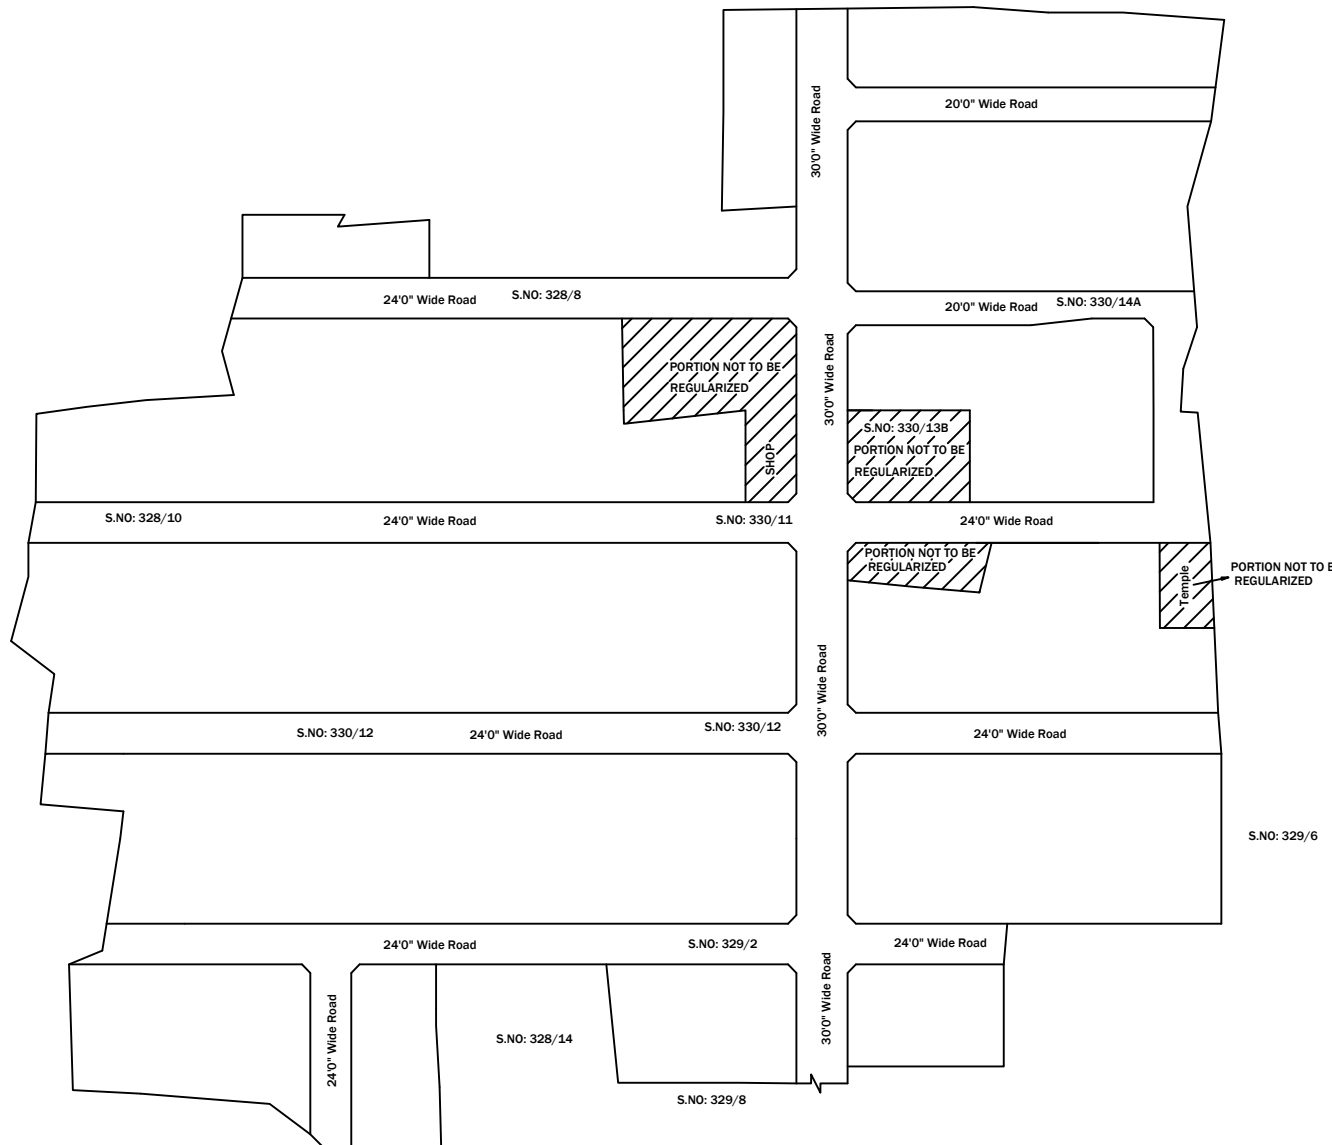 20'0" Wide Road
30'0" Wide Road
24'0" Wide Road
S.NO: 328/8
20'0" Wide Road
S.NO: 330/14A
PORTION NOT TO BE
REGULARIZED
30'0" Wide Road
SHOP
S.NO: 330/13B
PORTION NOT TO BE
REGULARIZED
S.NO: 328/10
24'0" Wide Road
S.NO: 330/11
24'0" Wide Road
PORTION NOT TO BE
REGULARIZED
Temple
PORTION NOT TO B
REGULARIZED
30'0" Wide Road
S.NO: 330/12
24'0" Wide Road
S.NO: 330/12
24'0" Wide Road
S.NO: 329/6
24'0" Wide Road
S.NO: 329/2
24'0" Wide Road
30'0" Wide Road
24'0" Wide Road
S.NO: 328/14
S.NO: 329/8